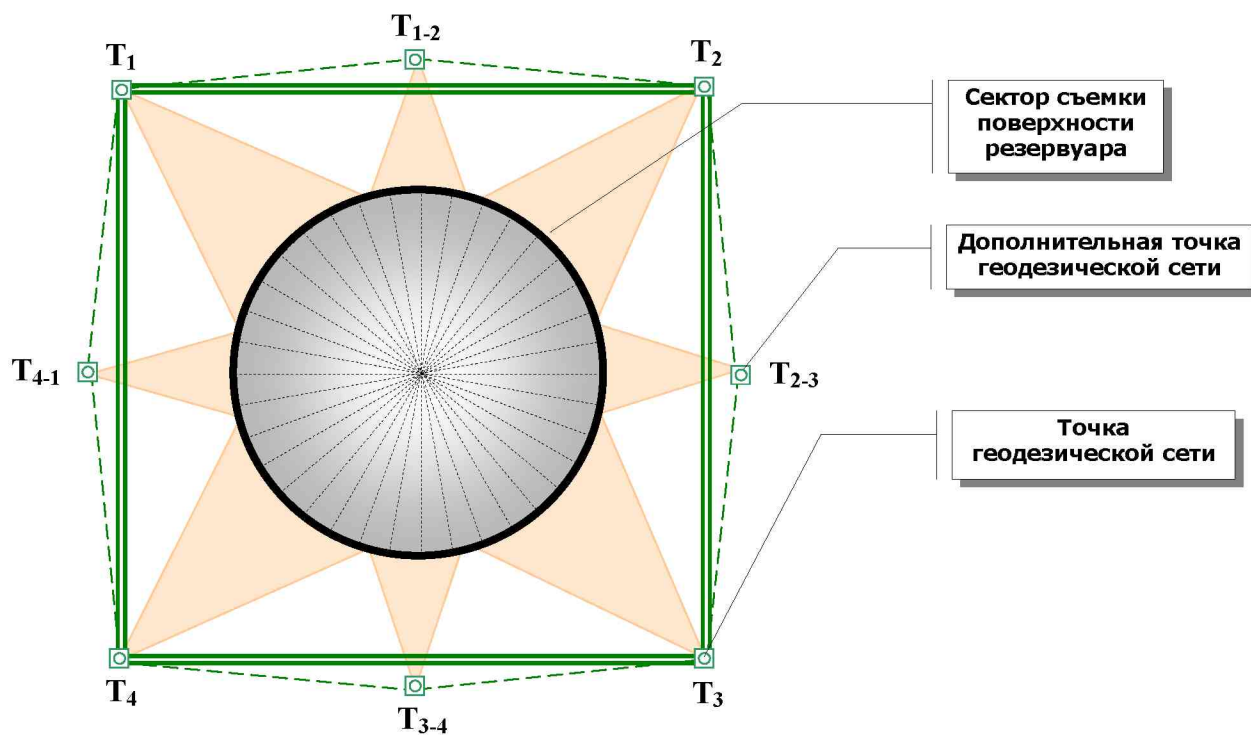 T1-2
T1
T2
Сектор съемки
поверхности
резервуара
Дополнительная точка
геодезической сети
T4-1
T2-3
Точка
геодезической сети
T4
T3
T3-4